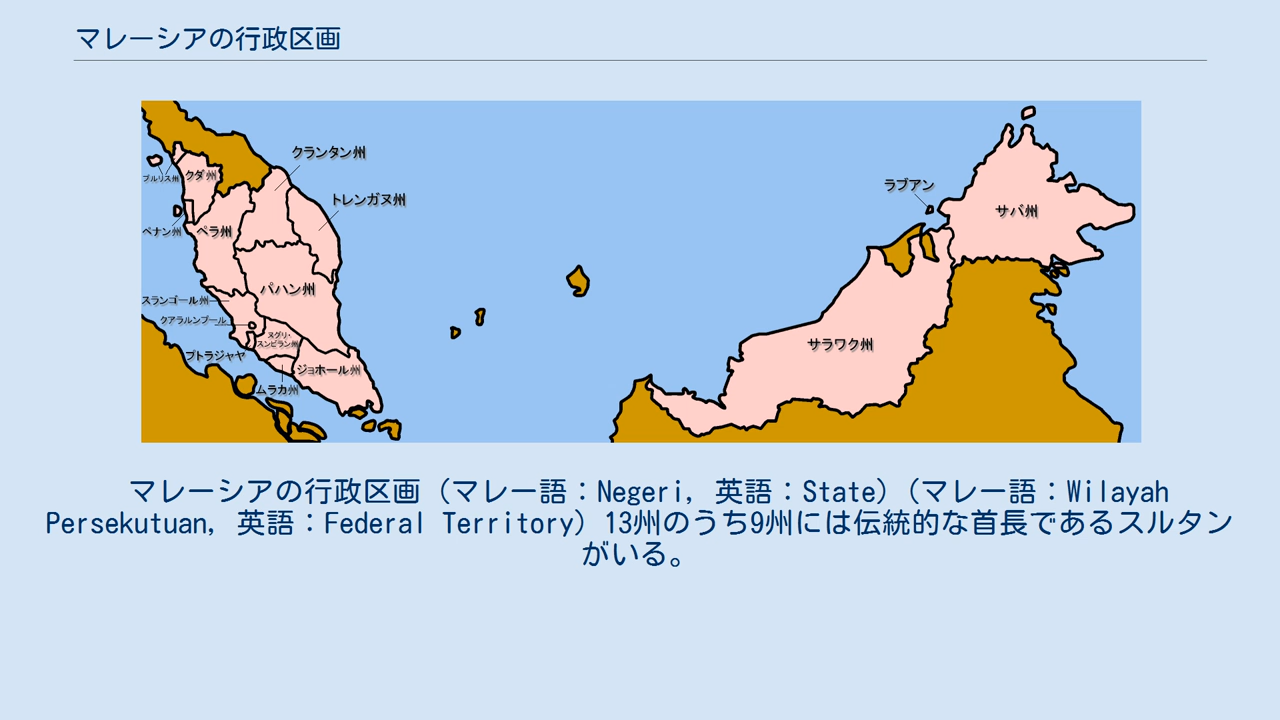 マレーシアの行政区画
クランタン州
プルリス州
クダ州
トレンガヌ州
ラブアン
サバ州
ペナン州
ペラ州
パハン州
スランゴール州
クアラルンプール
ヌグリ・
スンビラン州
サラワク州
プトラジャヤ
ジョホール州
ムラカ州
マレーシアの行政区画（マレー語：Negeri, 英語：State）（マレー語：Wilayah
Persekutuan, 英語：Federal Territory）13州のうち9州には伝統的な首長であるスルタン
がいる。